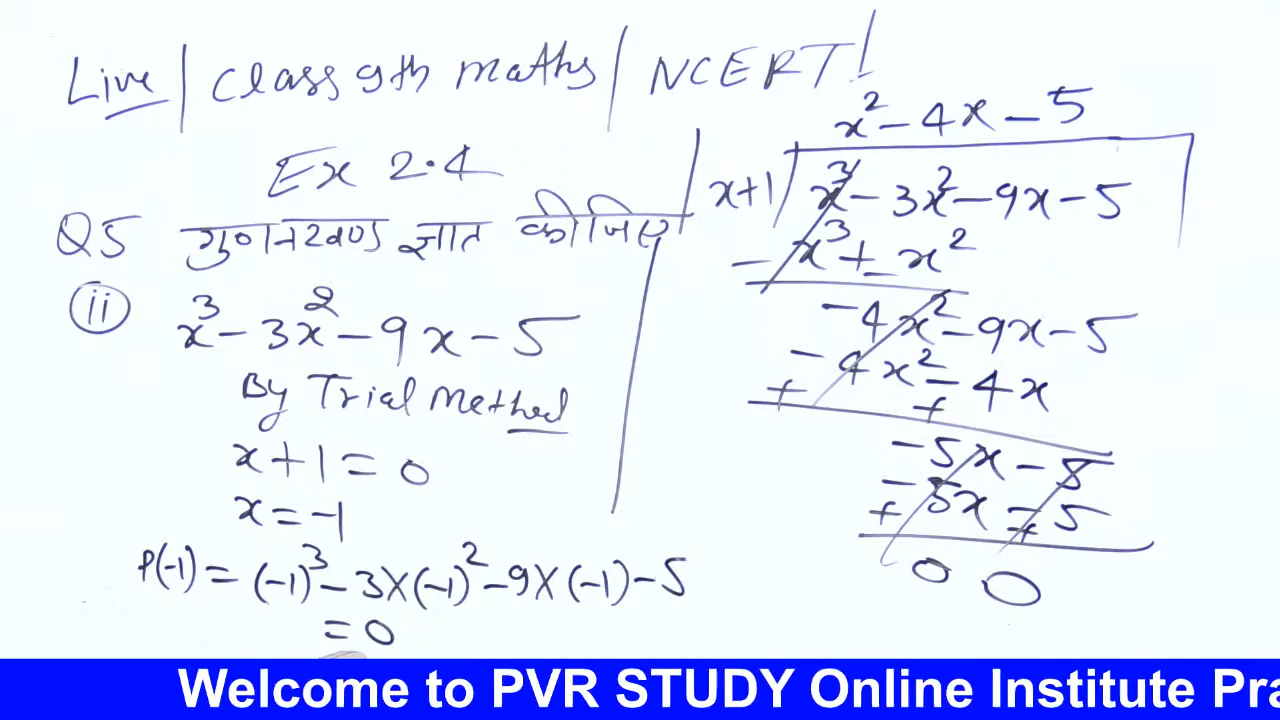 Live / Class 9th maths / NCERT /
Ex 2.4
Q5 गुणनखण्ड ज्ञात कीजिए
(ii) x³ - 3x² - 9x - 5
By Trial Method
x + 1 = 0
x = -1
P(-1) = (-1)³ - 3×(-1)² - 9×(-1) - 5
= 0
x² - 4x - 5
x+1 ) x³ - 3x² - 9x - 5
- x³ + - x²
- 4x² - 9x - 5
- 4x² - 4x
+ +
- 5x - 5
- 5x - 5
+ +
0 0
Welcome to PVR STUDY Online Institute Pra